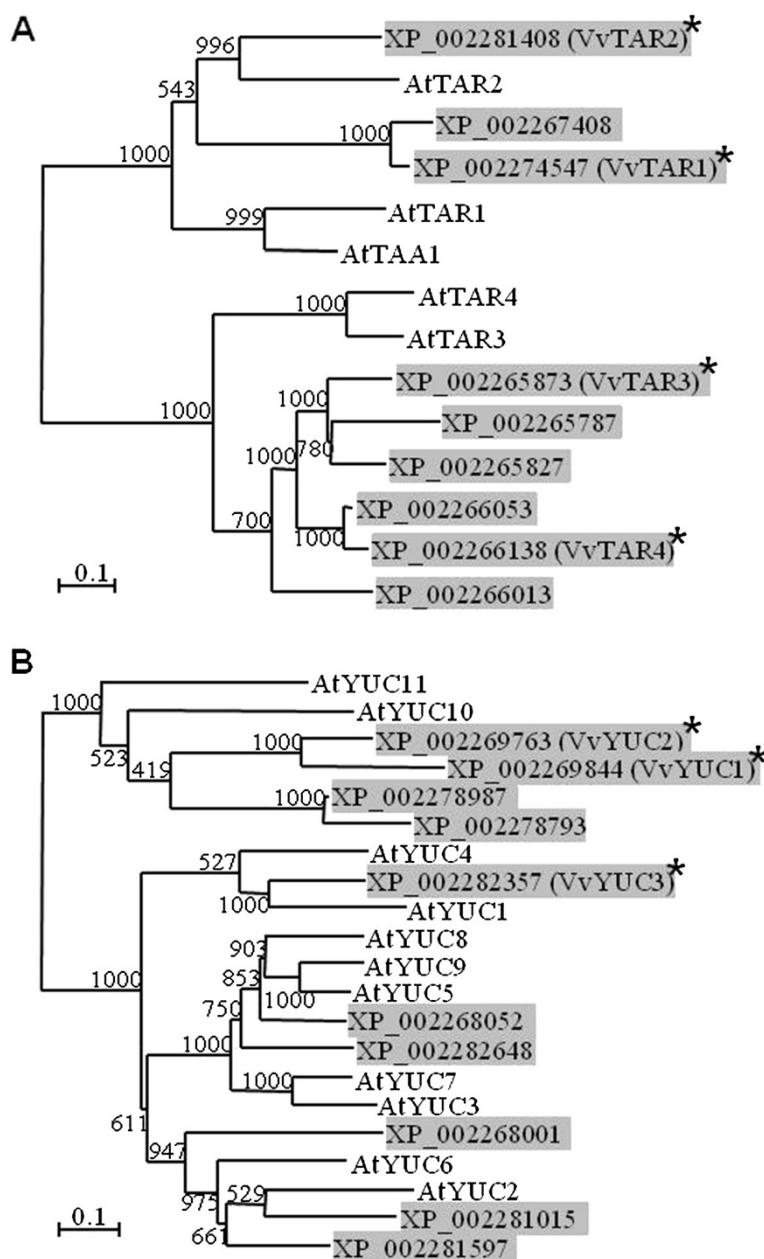 A
996
XP_002281408 (VvTAR2)*
AtTAR2
543
XP_002267408
1000
XP_002274547 (VvTAR1)*
1000
AtTAR1
999
AtTAA1
AtTAR4
1000
AtTAR3
XP_002265873 (VvTAR3)*
1000
XP_002265787
1000
780
XP_002265827
1000
XP_002266053
700
1000
XP_002266138 (VvTAR4)*
0.1
XP_002266013
B
AtYUC11
1000
AtYUC10
523
XP_002269763 (VvYUC2)*
1000
XP_002269844 (VvYUC1)*
419
XP_002278987
1000
XP_002278793
AtYUC4
527
XP_002282357 (VvYUC3)*
1000
AtYUC1
AtYUC8
903
AtYUC9
853
1000
AtYUC5
1000
750
XP_002268052
XP_002282648
1000
AtYUC7
1000
AtYUC3
611
XP_002268001
947
AtYUC6
975
529
AtYUC2
XP_002281015
0.1
661
XP_002281597